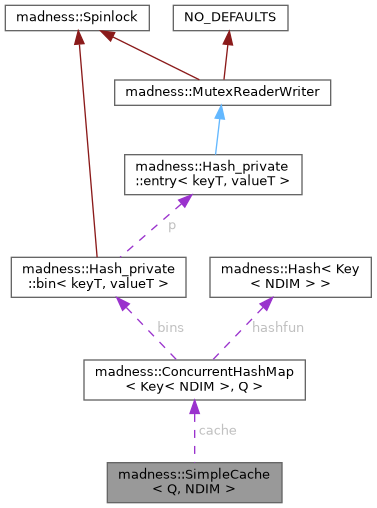 madness::Spinlock
NO_DEFAULTS
madness::MutexReaderWriter
madness::Hash_private
::entry< keyT, valueT >
p
madness::Hash_private
::bin< keyT, valueT >
madness::Hash< Key
< NDIM > >
bins
hashfun
madness::ConcurrentHashMap
< Key< NDIM >, Q >
cache
madness::SimpleCache
< Q, NDIM >